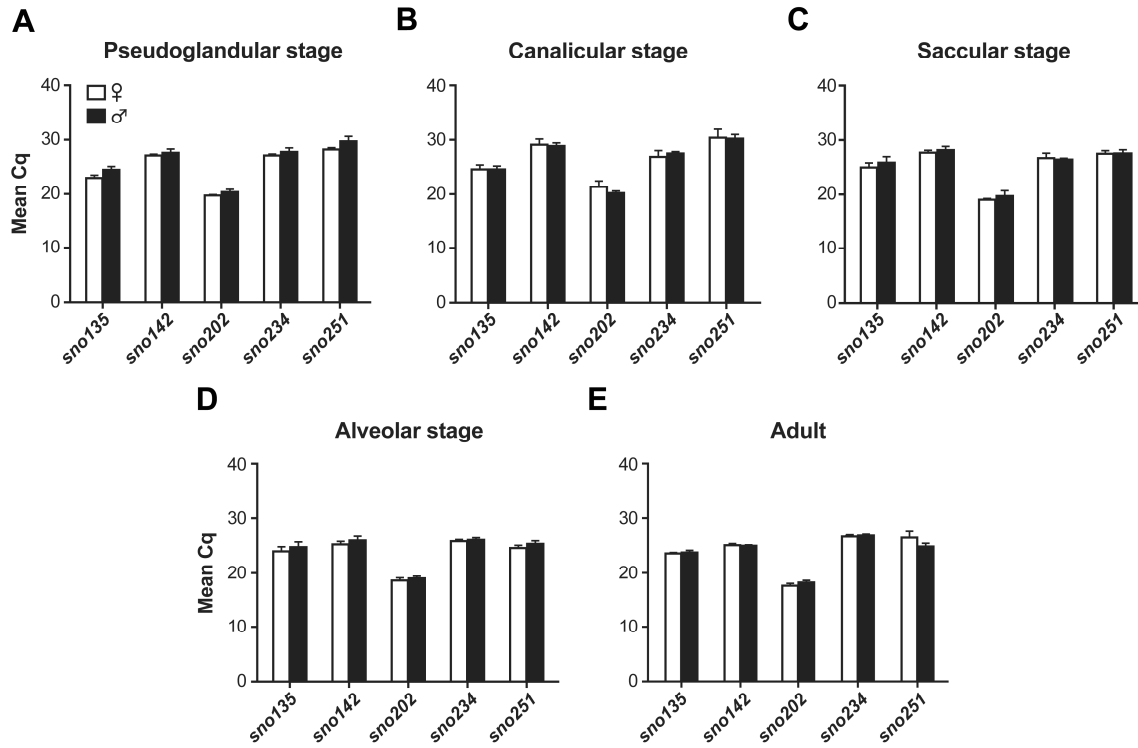 A
Pseudoglandular stage
40
30
20
10
0
Mean Cq
♀
♂
sno135
sno142
sno202
sno234
sno251
B
Canalicular stage
40
30
20
10
0
sno135
sno142
sno202
sno234
sno251
C
Saccular stage
40
30
20
10
0
sno135
sno142
sno202
sno234
sno251
D
Alveolar stage
40
30
20
10
0
Mean Cq
sno135
sno142
sno202
sno234
sno251
E
Adult
40
30
20
10
0
sno135
sno142
sno202
sno234
sno251